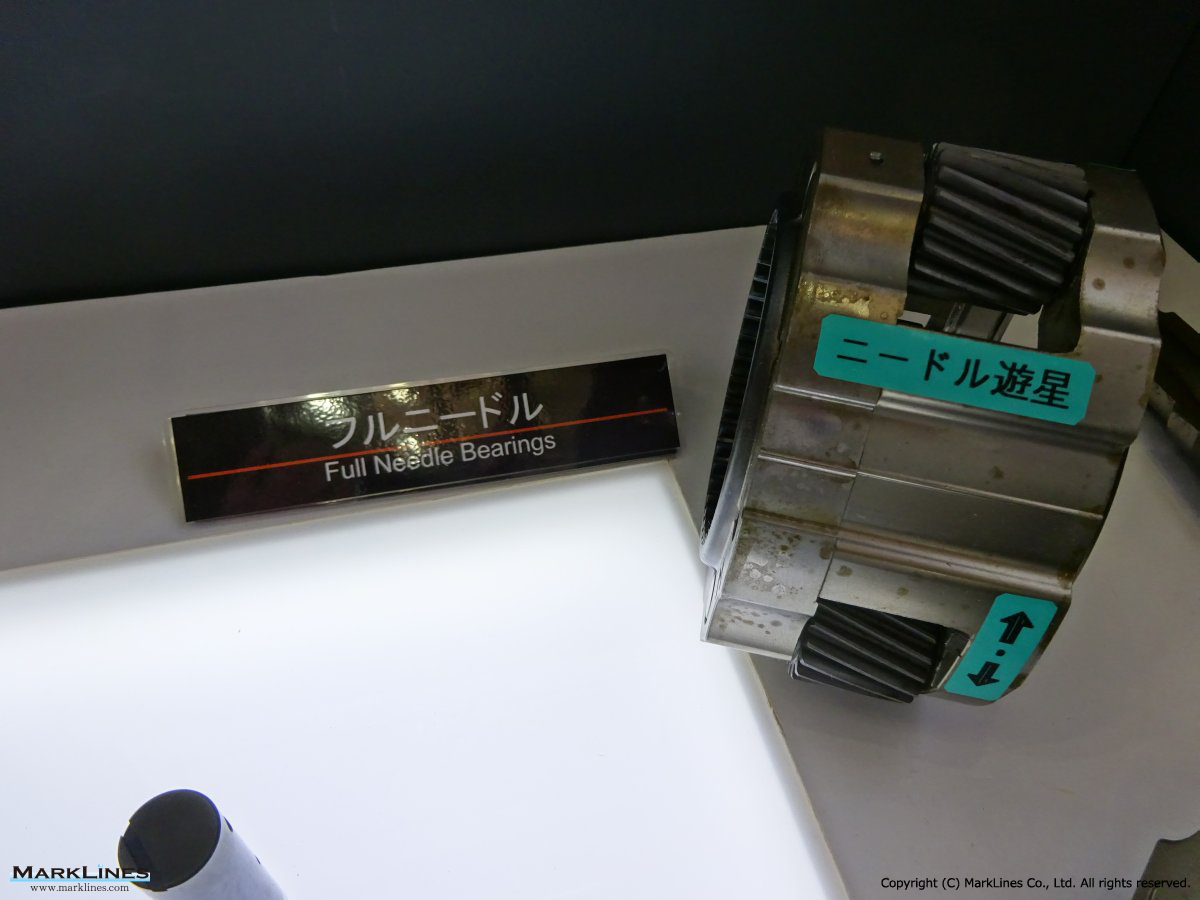 フルニードル
Full Needle Bearings
ニードル遊星
↑・↓
MARKLINES
www.marklines.com
Copyright (C) MarkLines Co., Ltd. All rights reserved.